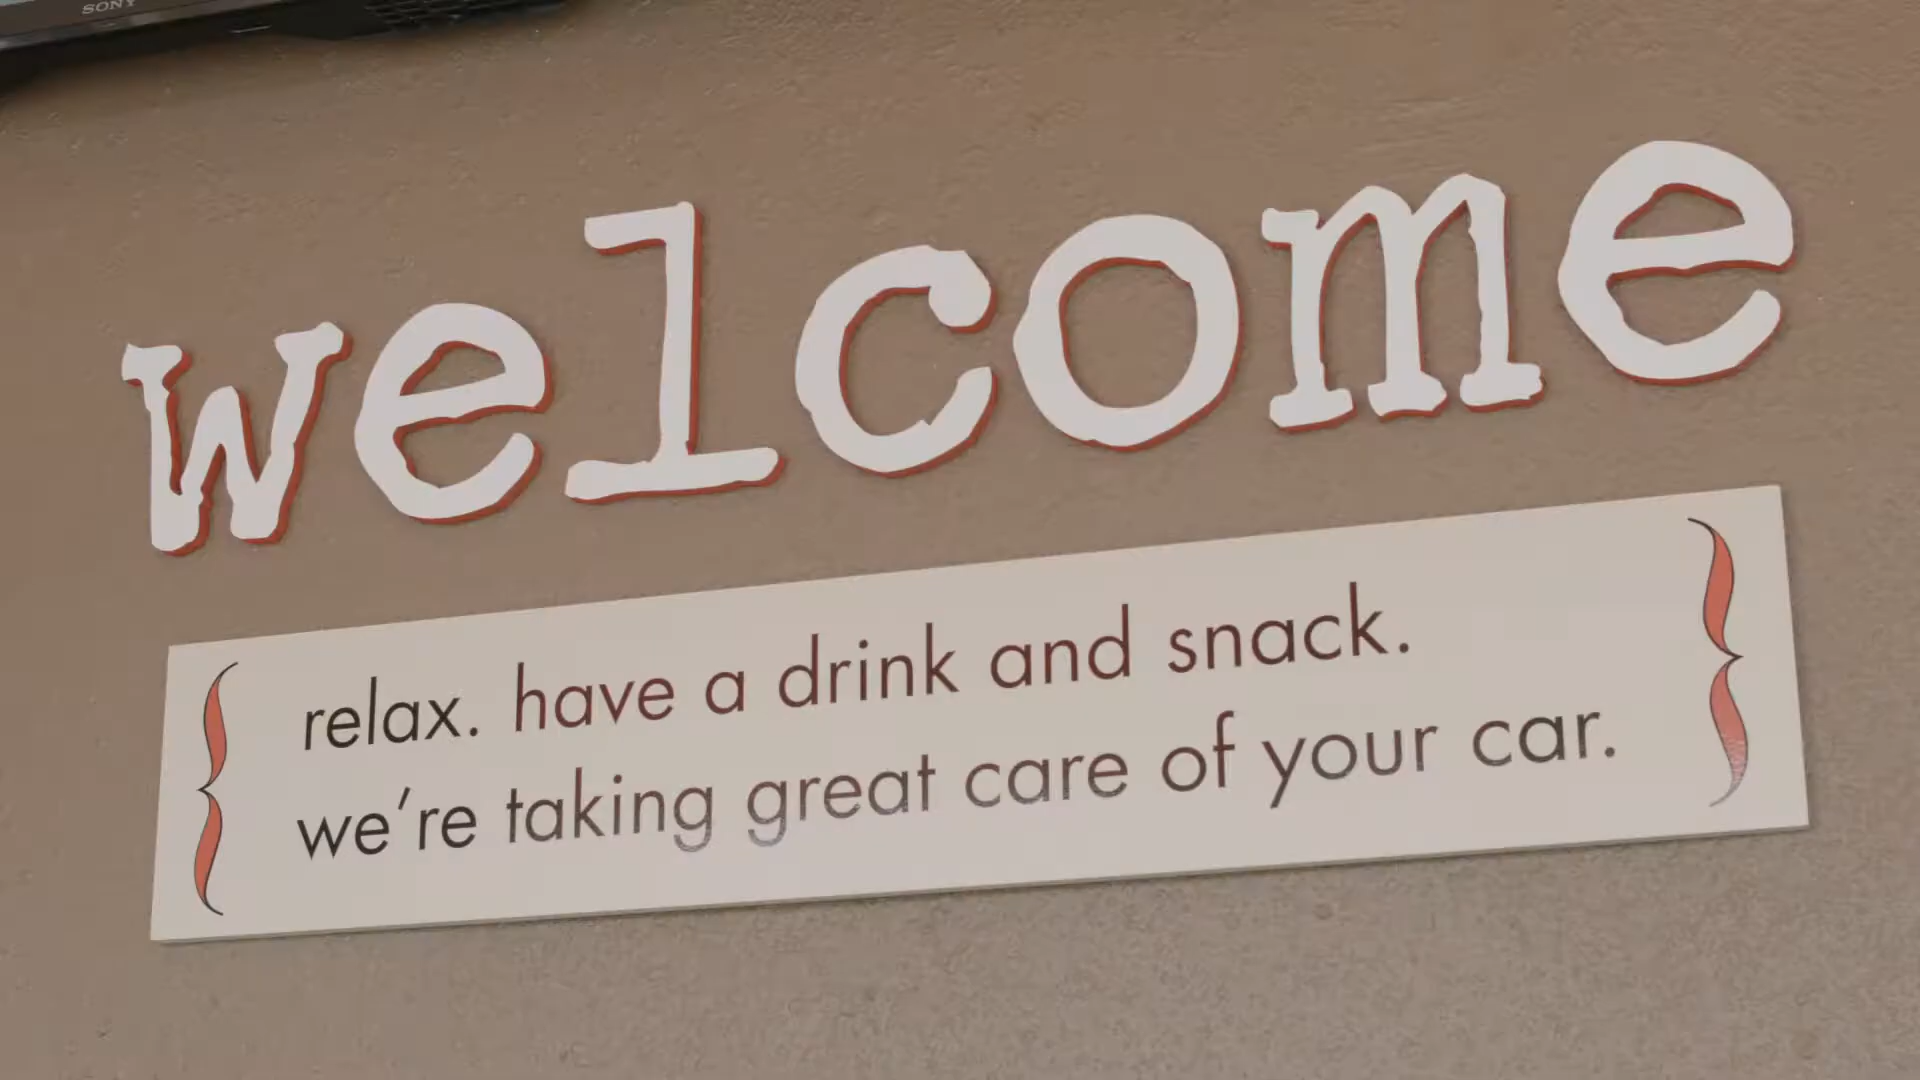 SONY
welcome
relax. have a drink and snack.
we're taking great care of your car.